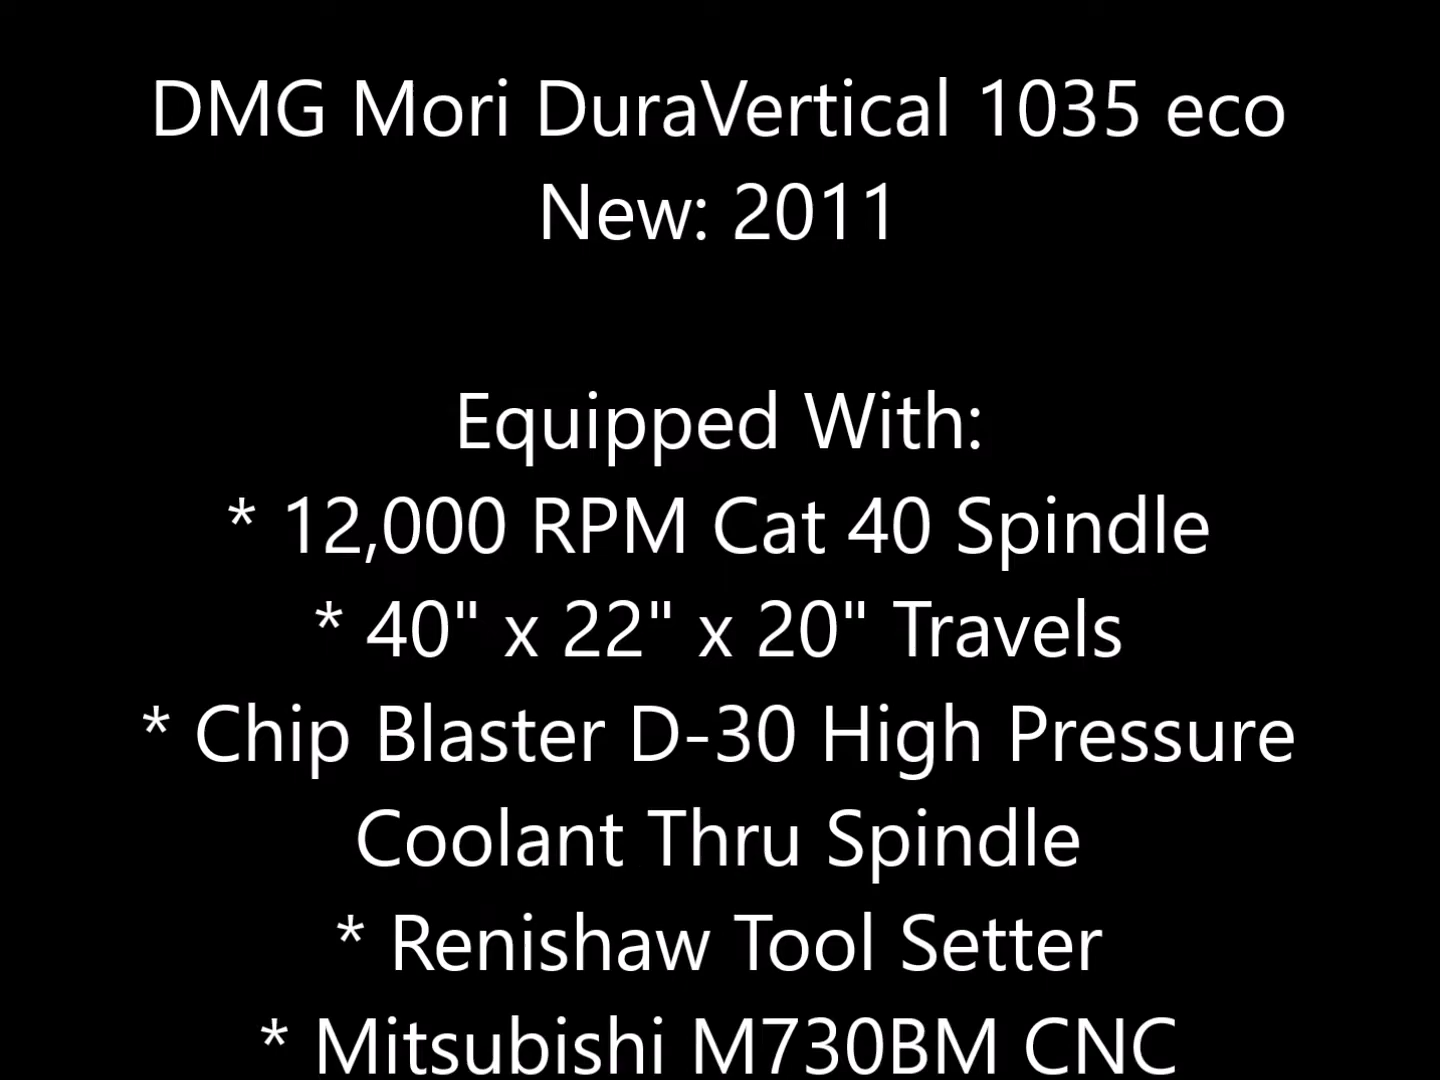 DMG Mori DuraVertical 1035 eco
New: 2011
Equipped With:
* 12,000 RPM Cat 40 Spindle
* 40" x 22" x 20" Travels
* Chip Blaster D-30 High Pressure
Coolant Thru Spindle
* Renishaw Tool Setter
* Mitsubishi M730BM CNC